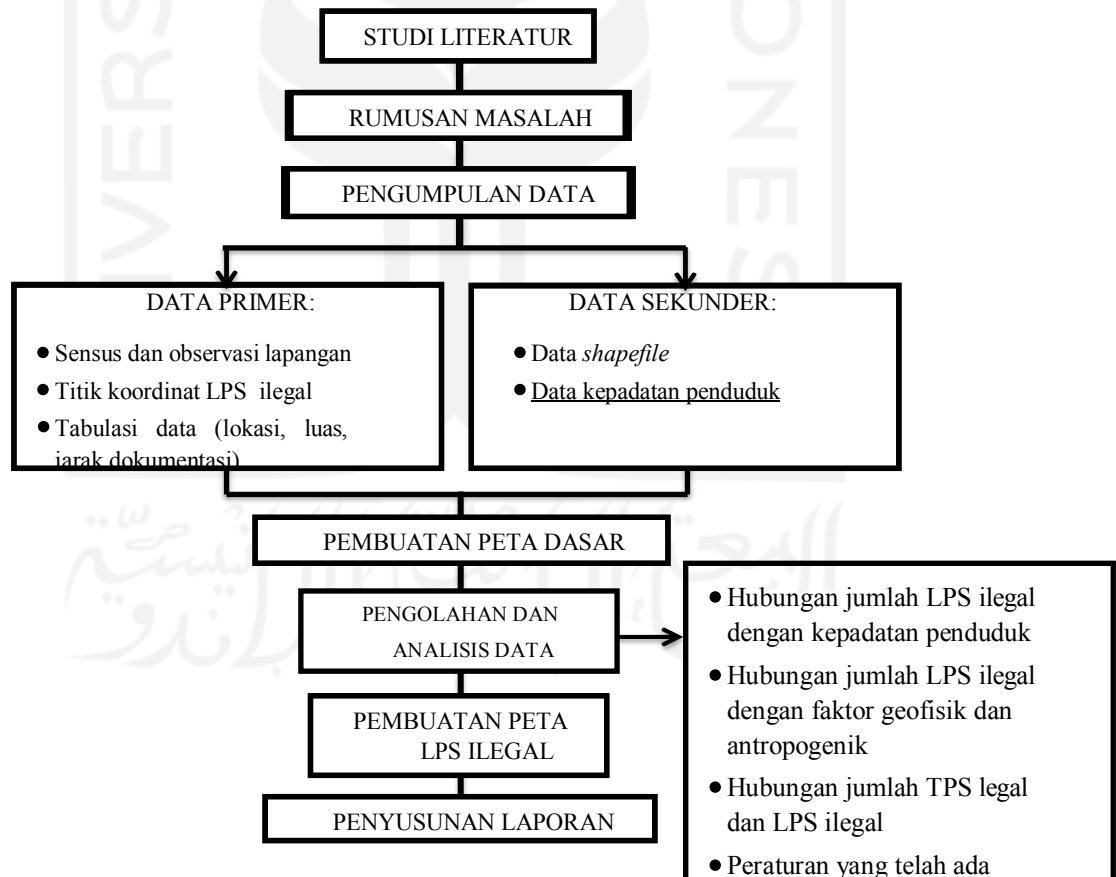 STUDI LITERATUR
RUMUSAN MASALAH
PENGUMPULAN DATA
DATA PRIMER:
● Sensus dan observasi lapangan
● Titik koordinat LPS ilegal
● Tabulasi data (lokasi, luas,
jarak dokumentasi)
DATA SEKUNDER:
● Data shapefile
● Data kepadatan penduduk
PEMBUATAN PETA DASAR
PENGOLAHAN DAN
ANALISIS DATA
● Hubungan jumlah LPS ilegal
dengan kepadatan penduduk
● Hubungan jumlah LPS ilegal
dengan faktor geofisik dan
antropogenik
● Hubungan jumlah TPS legal
dan LPS ilegal
● Peraturan yang telah ada
PEMBUATAN PETA
LPS ILEGAL
PENYUSUNAN LAPORAN